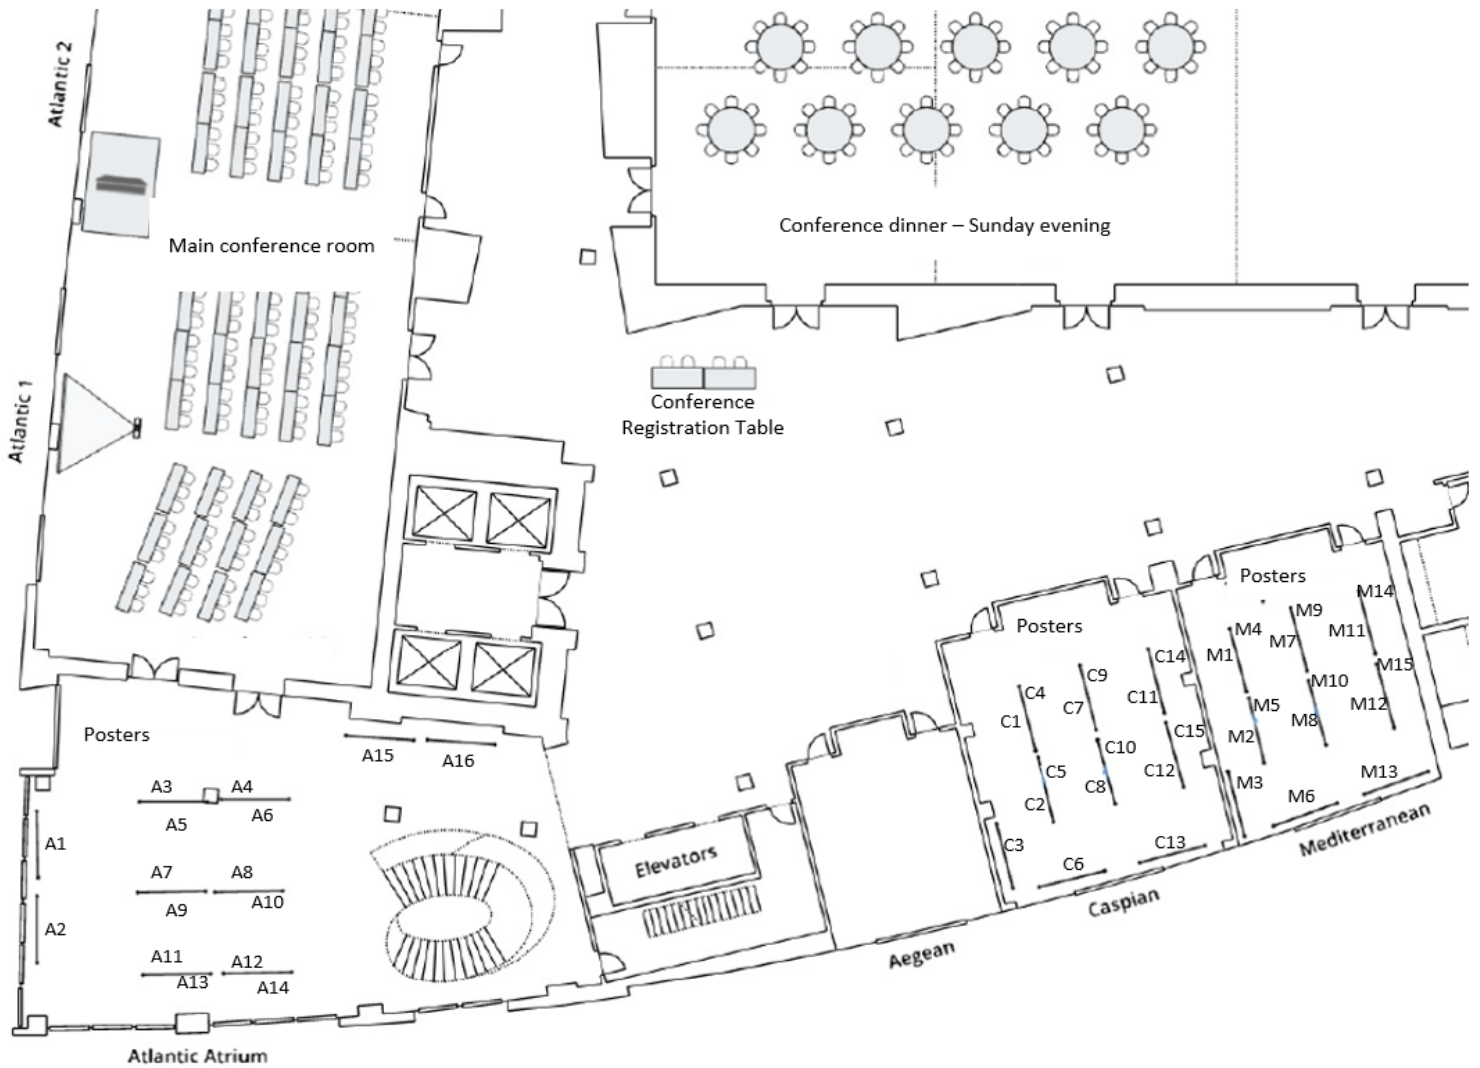 Atlantic 2
Main conference room
Conference dinner – Sunday evening
Atlantic 1
Conference
Registration Table
Posters
A15
A16
A3
A4
A5
A6
A1
A7
A8
A9
A10
A2
A11
A12
A13
A14
Atlantic Atrium
Elevators
Aegean
Posters
C14
C9
C4
C11
C7
C1
C15
C10
C5
C12
C8
C2
C3
C13
C6
Caspian
Posters
M14
M9
M4
M11
M7
M1
M15
M10
M5
M12
M8
M2
M13
M3
M6
Mediterranean